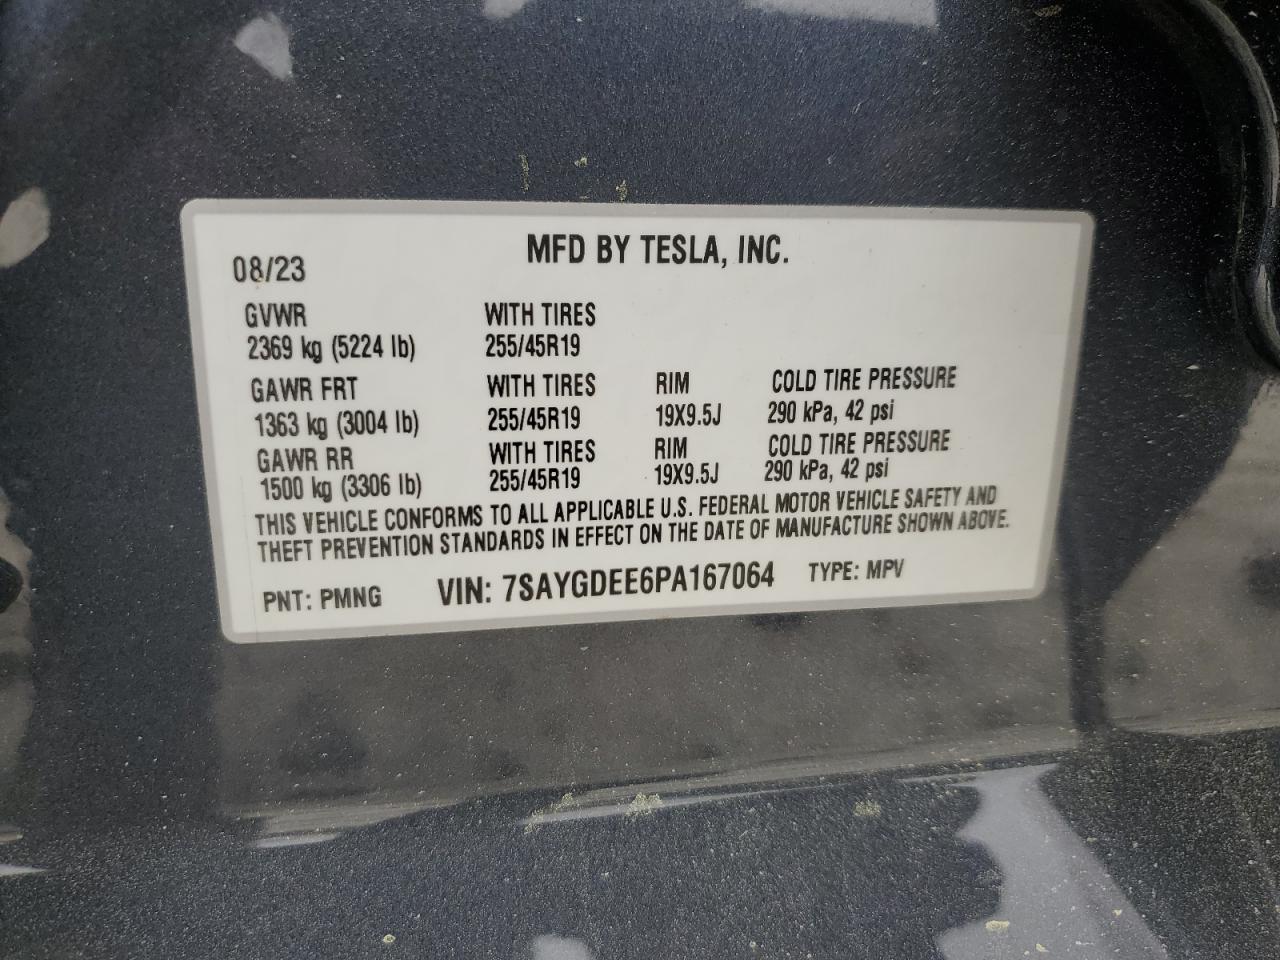 MFD BY TESLA, INC.
08/23
GVWR WITH TIRES
2369 kg (5224 lb) 255/45R19
GAWR FRT WITH TIRES RIM COLD TIRE PRESSURE
1363 kg (3004 lb) 255/45R19 19X9.5J 290 kPa, 42 psi
GAWR RR WITH TIRES RIM COLD TIRE PRESSURE
1500 kg (3306 lb) 255/45R19 19X9.5J 290 kPa, 42 psi
THIS VEHICLE CONFORMS TO ALL APPLICABLE U.S. FEDERAL MOTOR VEHICLE SAFETY AND
THEFT PREVENTION STANDARDS IN EFFECT ON THE DATE OF MANUFACTURE SHOWN ABOVE.
PNT: PMNG VIN: 7SAYGDEE6PA167064 TYPE: MPV